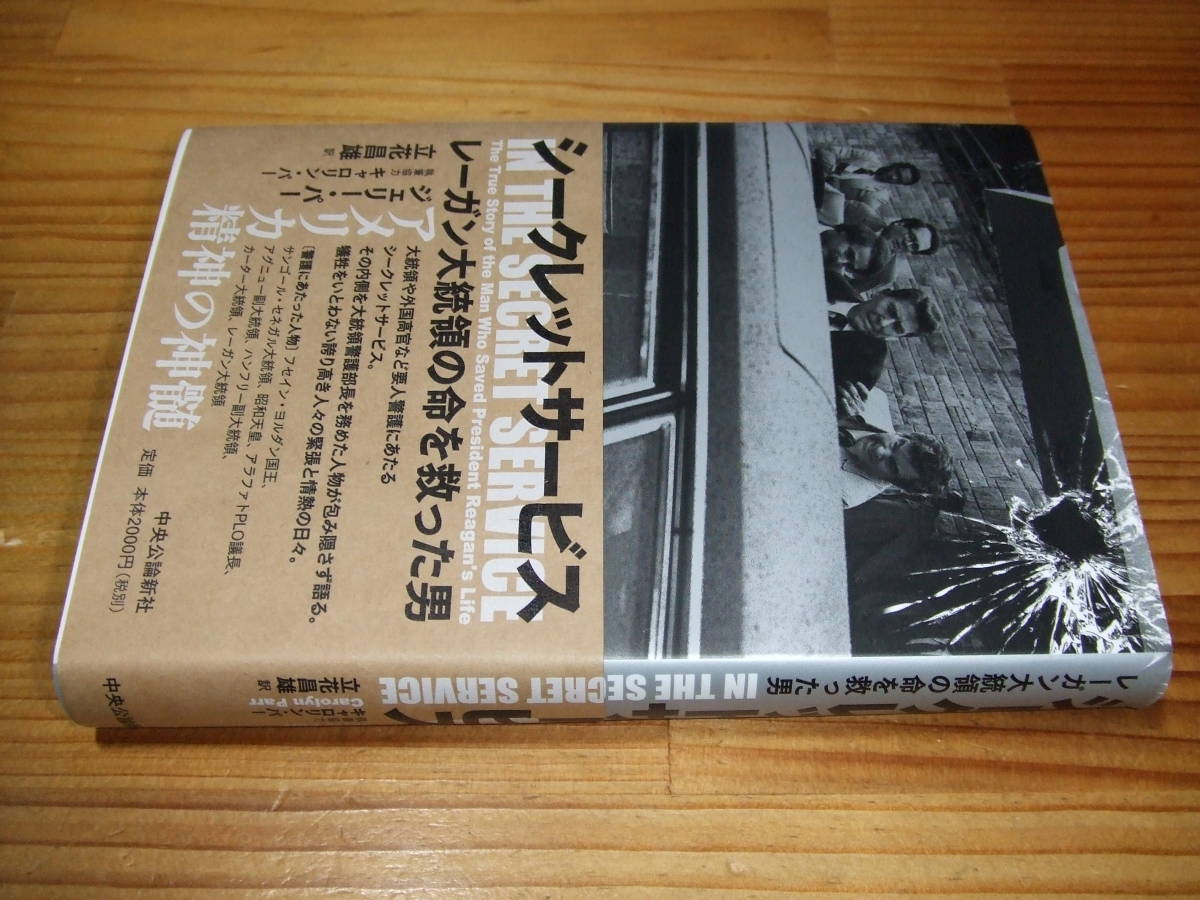 シークレットサービス
IN THE SECRET SERVICE
The True Story of the Man Who Saved President Reagan's Life
レーガン大統領の命を救った男
大統領や外国高官など要人警護にあたる
シークレットサービス。
その内側を大統領警護部長を務めた人物が包み隠さず語る。
犠牲をいとわない誇り高き人々の緊張と情熱の日々。
〔警護にあたった人物〕フセイン・ヨルダン国王、
サンゴール・セネガル大統領、昭和天皇、アラファトPLO議長、
アグニュー副大統領、ハンフリー副大統領、
カーター大統領、レーガン大統領
アメリカ
精神の神髄
ジェリー・パー
執筆協力 キャロリン・パー
立花昌雄 訳
中央公論新社
定価 本体2000円(税別)
レーガン大統領の命を救った男
IN THE SECRET SERVICE
Carolyn Parr
キャロリン・パー
立花昌雄 訳
中央公